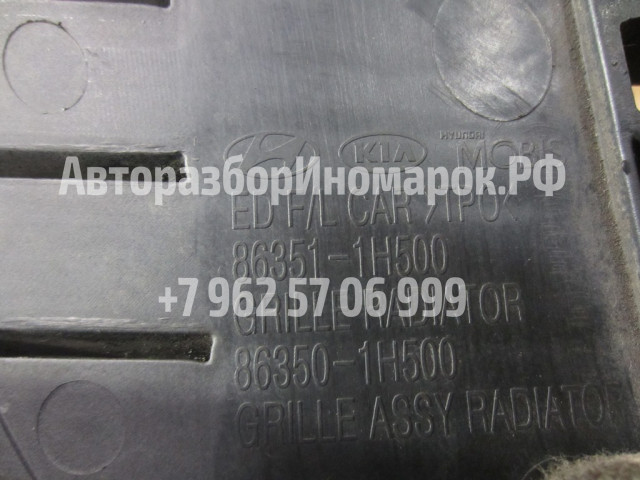 HYUNDAI
KIA MOBIS
АвторазборИномарок.РФ
ED F/L CAR >TPO<
86351-1H500
+7 962 57 06 999
GRILLE RADIATOR
86350-1H500
GRILLE ASSY RADIATOR